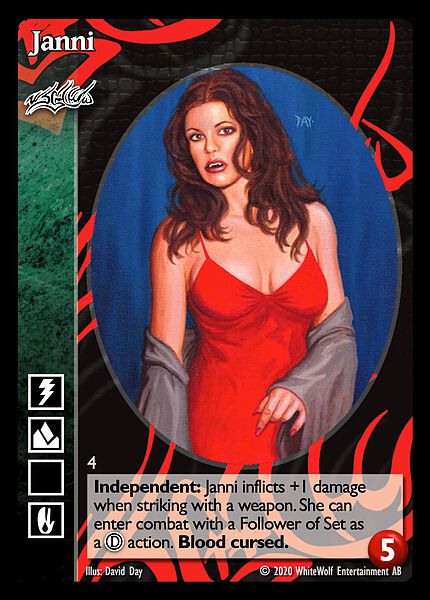 Janni
DAY.
4
Independent: Janni inflicts +1 damage
when striking with a weapon. She can
enter combat with a Follower of Set as
a Ⓓ action. Blood cursed.
5
Illus: David Day
© 2020 WhiteWolf Entertainment AB